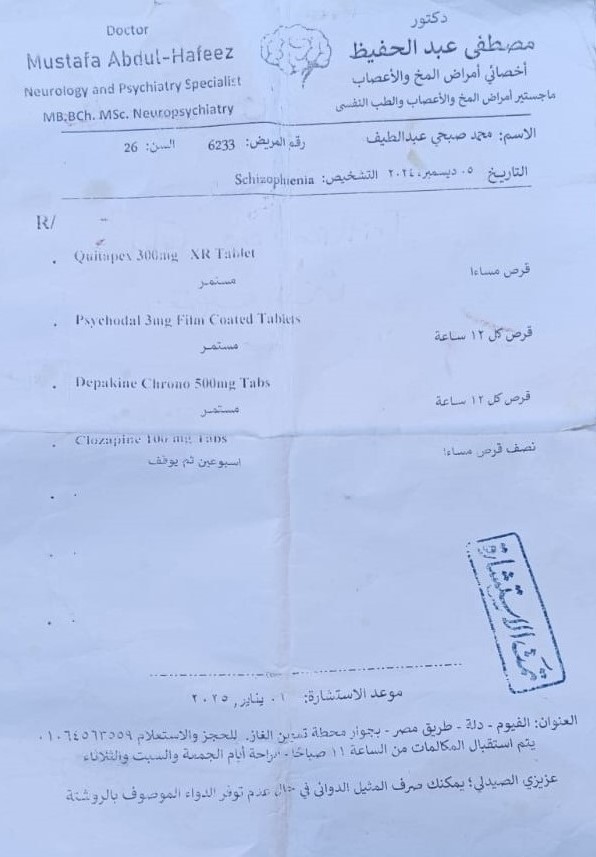 Doctor
دكتور
Mustafa Abdul-Hafeez
مصطفى عبد الحفيظ
Neurology and Psychiatry Specialist
أخصائي أمراض المخ والأعصاب
MB.BCh. MSc. Neuropsychiatry
ماجستير أمراض المخ والأعصاب والطب النفسي
الاسم: محمد صبحي عبداللطيف رقم المريض: 6233 السن: 26
التاريخ ٠٥ ديسمبر، ٢٠٢٤ التشخيص: Schizophrenia
R/
Quitapex 300mg XR Tablet
قرص مساءا
مستمر
Psychodal 3mg Film Coated Tablets
قرص كل ١٢ ساعة
مستمر
Depakine Chrono 500mg Tabs
قرص كل ١٢ ساعة
مستمر
Clozapine 100 mg Tabs
نصف قرص مساءا
اسبوعين ثم يوقف
تمت الاستشارة
موعد الاستشارة: ٠١ يناير، ٢٠٢٥
العنوان: الفيوم - دلة - طريق مصر - بجوار محطة تموين الغاز. للحجز والاستعلام ٠١٠٦٤٥٦٣٥٥٩
يتم استقبال المكالمات من الساعة ١١ صباحا - الراحة أيام الجمعة والسبت والثلاثاء
عزيزي الصيدلي؛ يمكنك صرف المثيل الدوائي في حال عدم توفر الدواء الموصوف بالروشتة